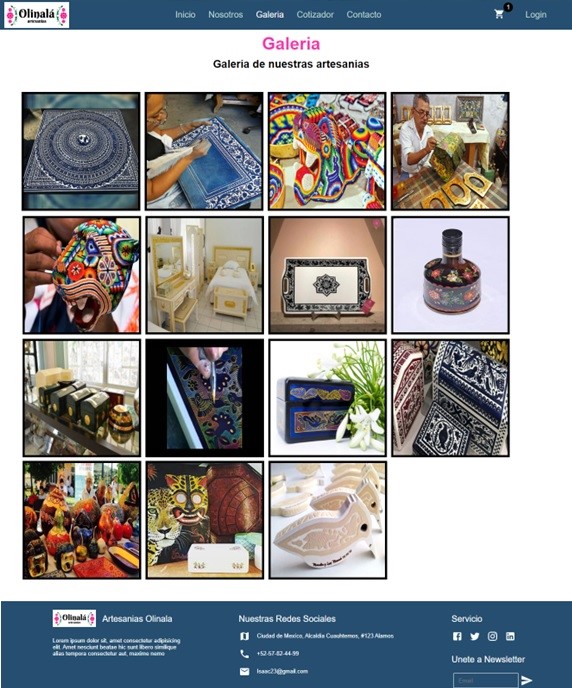 Olinalá
artesanias
Inicio Nosotros Galeria Cotizador Contacto
1
Login
Galeria
Galeria de nuestras artesanias
Olinalá
Artesanias Olinala
Lorem ipsum dolor sit, amet consectetur adipisicing
elit. Amet nesciunt beatae hic sunt libero similique
alias tempora consectetur aut, maxime nemo
Nuestras Redes Sociales
Ciudad de Mexico, Alcaldia Cuauhtemoc, #123 Alamos
+52-57-82-44-99
Isaac23@gmail.com
Servicio
Unete a Newsletter
Email